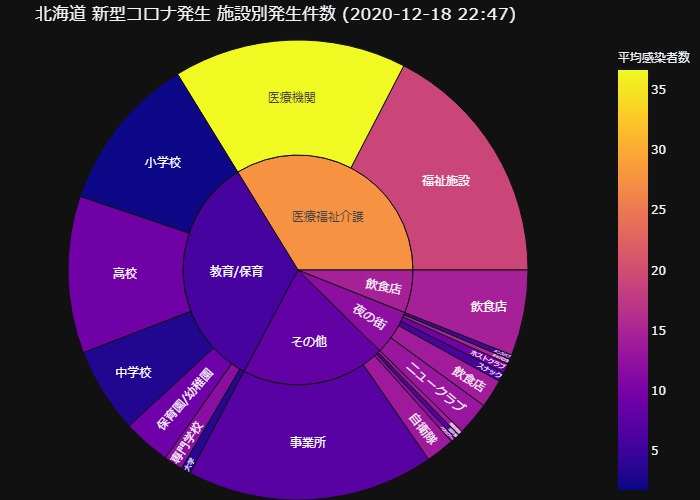 北海道 新型コロナ発生 施設別発生件数 (2020-12-18 22:47)
平均感染者数
35
30
25
20
15
10
5
医療機関
福祉施設
小学校
医療福祉介護
高校
教育/保育
飲食店
飲食店
夜の街
その他
ホストクラブ
スナック
中学校
飲食店
ニュークラブ
保育園/幼稚園
自衛隊
専門学校
事業所
大学